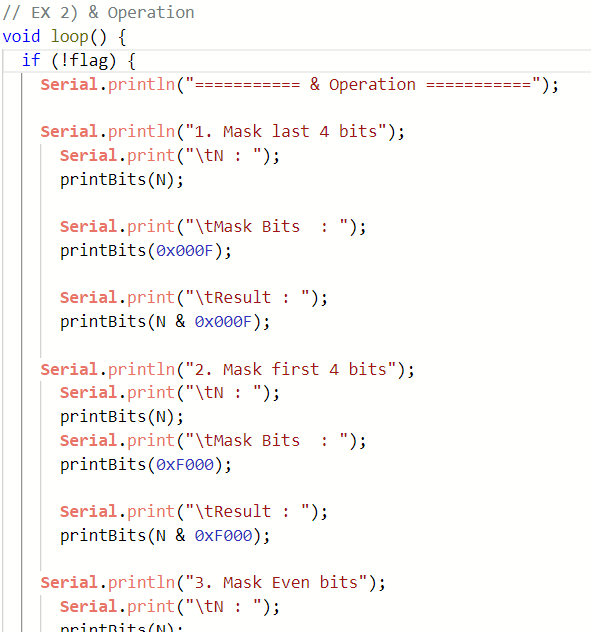 // EX 2) & Operation
void loop() {
if (!flag) {
Serial.println("=========== & Operation ===========");
Serial.println("1. Mask last 4 bits");
Serial.print("\tN : ");
printBits(N);
Serial.print("\tMask Bits  : ");
printBits(0x000F);
Serial.print("\tResult : ");
printBits(N & 0x000F);
Serial.println("2. Mask first 4 bits");
Serial.print("\tN : ");
printBits(N);
Serial.print("\tMask Bits  : ");
printBits(0xF000);
Serial.print("\tResult : ");
printBits(N & 0xF000);
Serial.println("3. Mask Even bits");
Serial.print("\tN : ");
printBits(N);